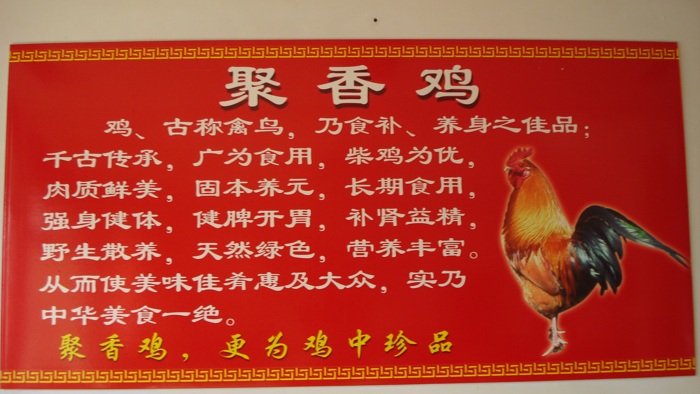 聚香鸡
鸡、古称禽鸟，乃食补、养身之佳品；
千古传承，广为食用，柴鸡为优，
肉质鲜美，固本养元，长期食用，
强身健体，健脾开胃，补肾益精，
野生散养，天然绿色，营养丰富。
从而使美味佳肴惠及大众，实乃
中华美食一绝。
聚香鸡，更为鸡中珍品